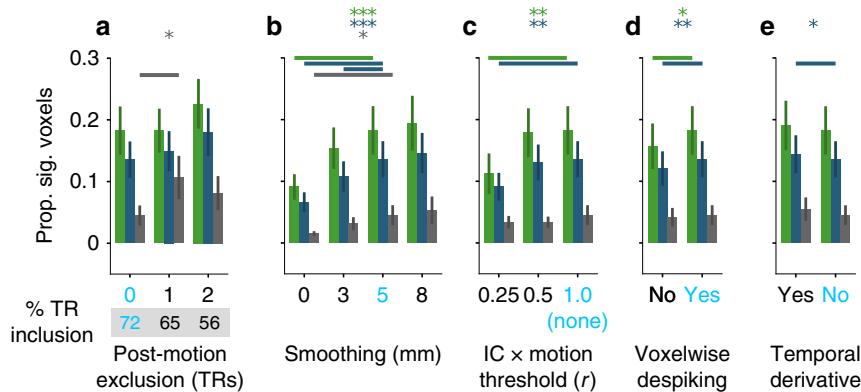 a b c d e
* *** ** * *
*** ** **
*
Prop. sig. voxels
0.3
0.2
0.1
0
0 1 2
0 3 5 8
0.25 0.5 1.0
(none)
No Yes
Yes No
% TR
inclusion
72 65 56
Post-motion
exclusion (TRs)
Smoothing (mm)
IC × motion
threshold (r)
Voxelwise
despiking
Temporal
derivative